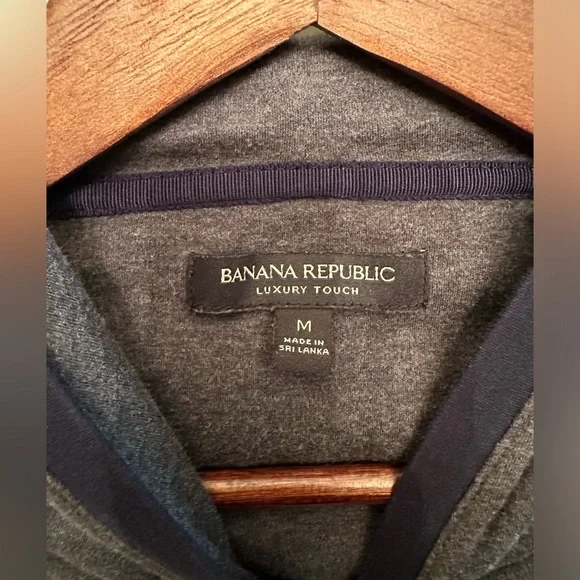 BANANA REPUBLIC
LUXURY TOUCH
M
MADE IN
SRI LANKA